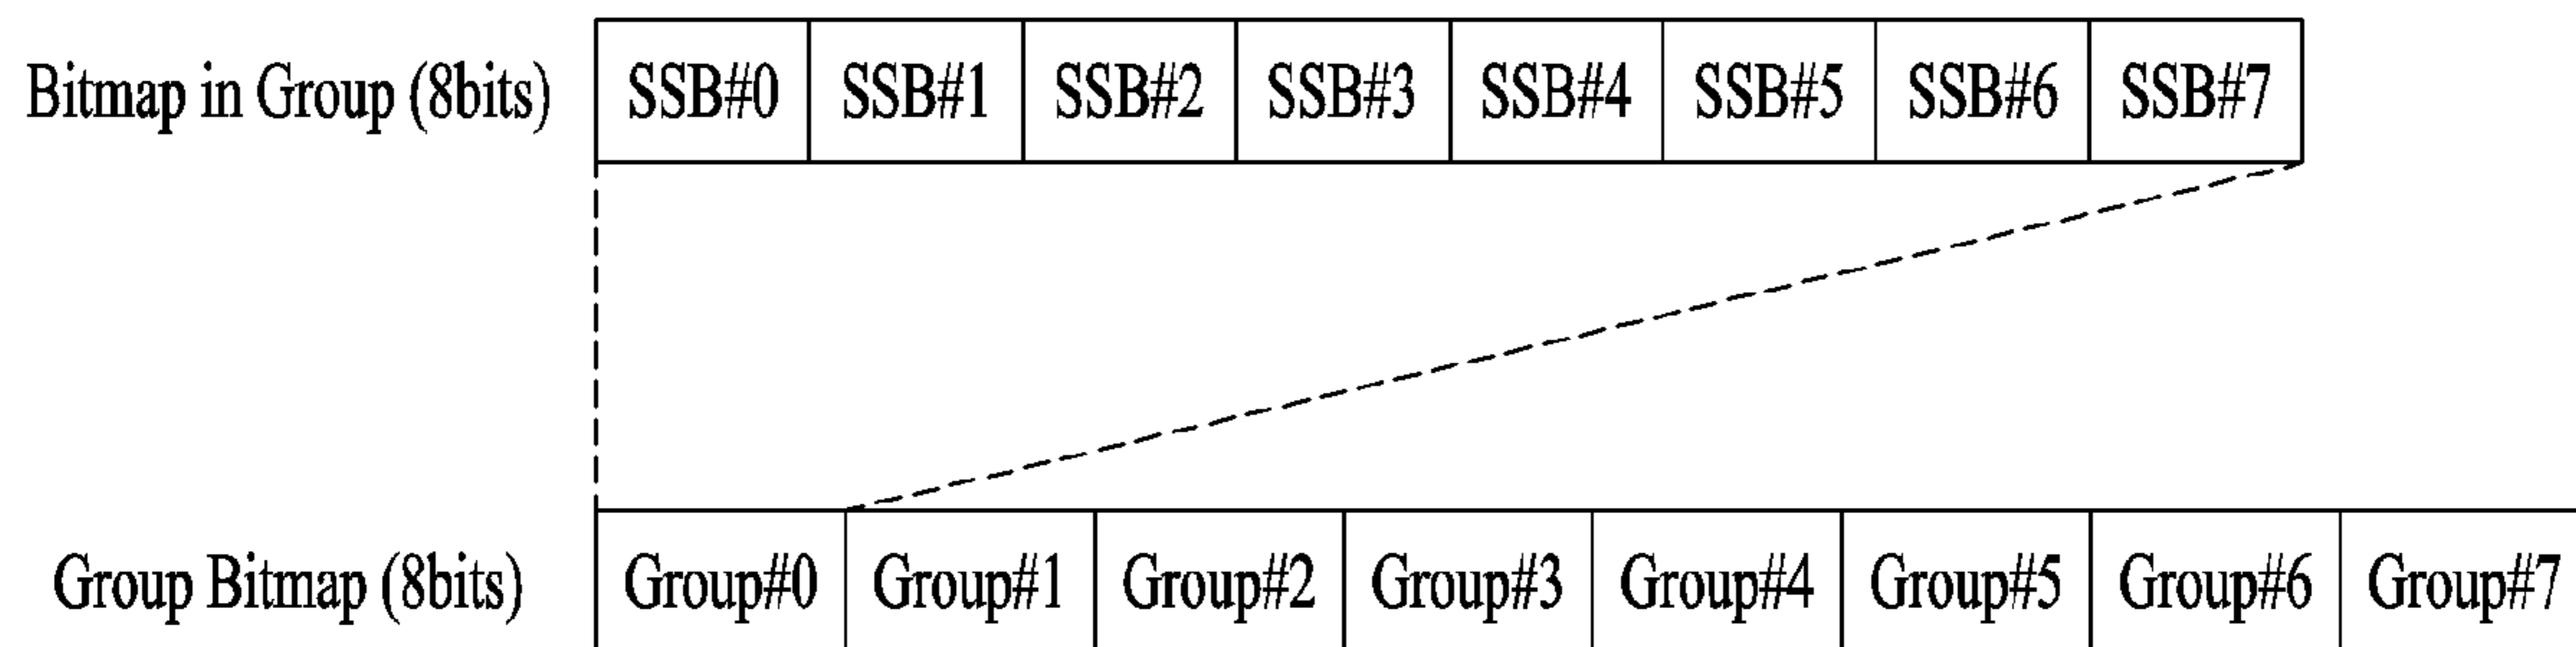 Bitmap in Group (8bits) SSB#0 SSB#1 SSB#2 SSB#3 SSB#4 SSB#5 SSB#6 SSB#7
Group Bitmap (8bits) Group#0 Group#1 Group#2 Group#3 Group#4 Group#5 Group#6 Group#7